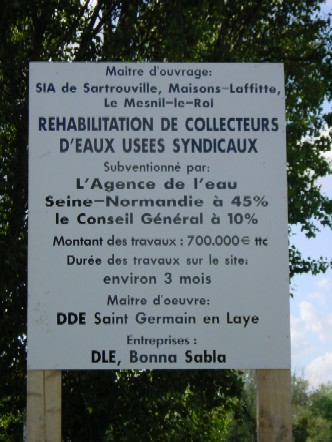 Maitre d'ouvrage:
SIA de Sartrouville, Maisons-Laffitte,
Le Mesnil-le-Roi
REHABILITATION DE COLLECTEURS
D'EAUX USEES SYNDICAUX
Subventionné par:
L'Agence de l'eau
Seine-Normandie à 45%
le Conseil Général à 10%
Montant des travaux : 700.000€ ttc
Durée des travaux sur le site:
environ 3 mois
Maitre d'oeuvre:
DDE Saint Germain en Laye
Entreprises :
DLE, Bonna Sabla